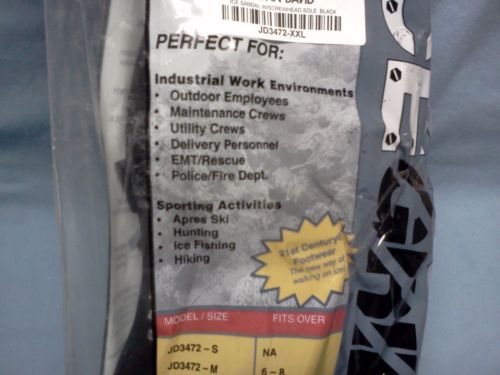 DAVID
ICE SANDAL W/SCREWHEAD SOLE BLACK
JD3472-XXL
PERFECT FOR:
Industrial Work Environments
• Outdoor Employees
• Maintenance Crews
• Utility Crews
• Delivery Personnel
• EMT/Rescue
• Police/Fire Dept.
Sporting Activities
• Apres Ski
• Hunting
• Ice Fishing
• Hiking
21st Century
Footwear
The new way of
walking on ice
MODEL / SIZE FITS OVER
JD3472 – S NA
JD3472 – M 6 – 8